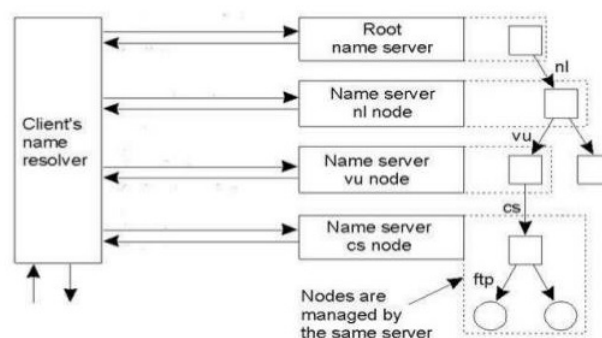 Root
name server
nl
Name server
nl node
Client's
name
resolver
vu
Name server
vu node
cs
Name server
cs node
ftp
Nodes are
managed by
the same server